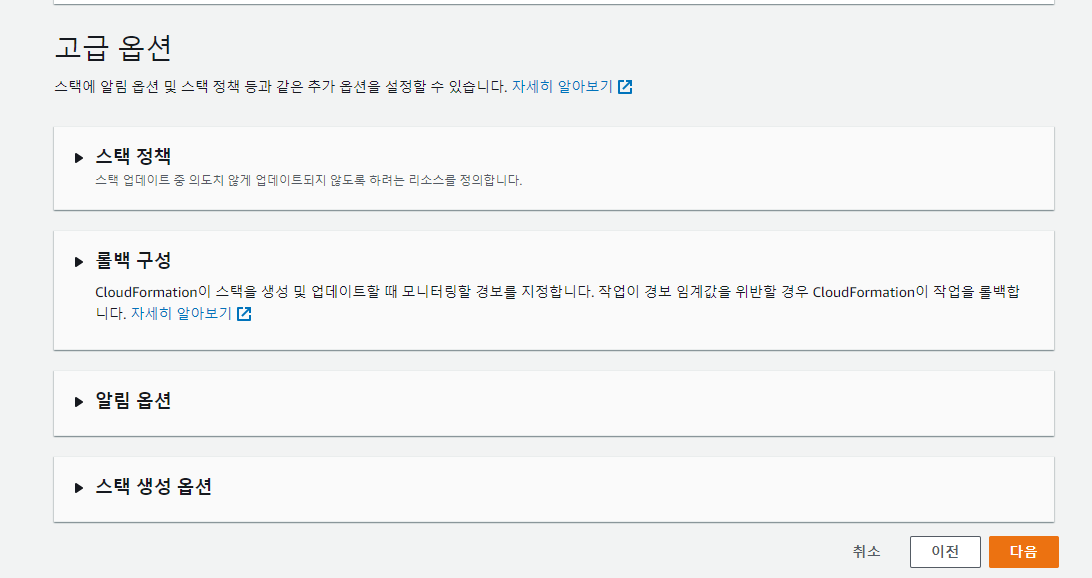 고급 옵션
스택에 알림 옵션 및 스택 정책 등과 같은 추가 옵션을 설정할 수 있습니다. 자세히 알아보기
스택 정책
스택 업데이트 중 의도치 않게 업데이트되지 않도록 하려는 리소스를 정의합니다.
롤백 구성
CloudFormation이 스택을 생성 및 업데이트할 때 모니터링할 경보를 지정합니다. 작업이 경보 임계값을 위반할 경우 CloudFormation이 작업을 롤백합
니다. 자세히 알아보기
알림 옵션
스택 생성 옵션
취소 이전 다음